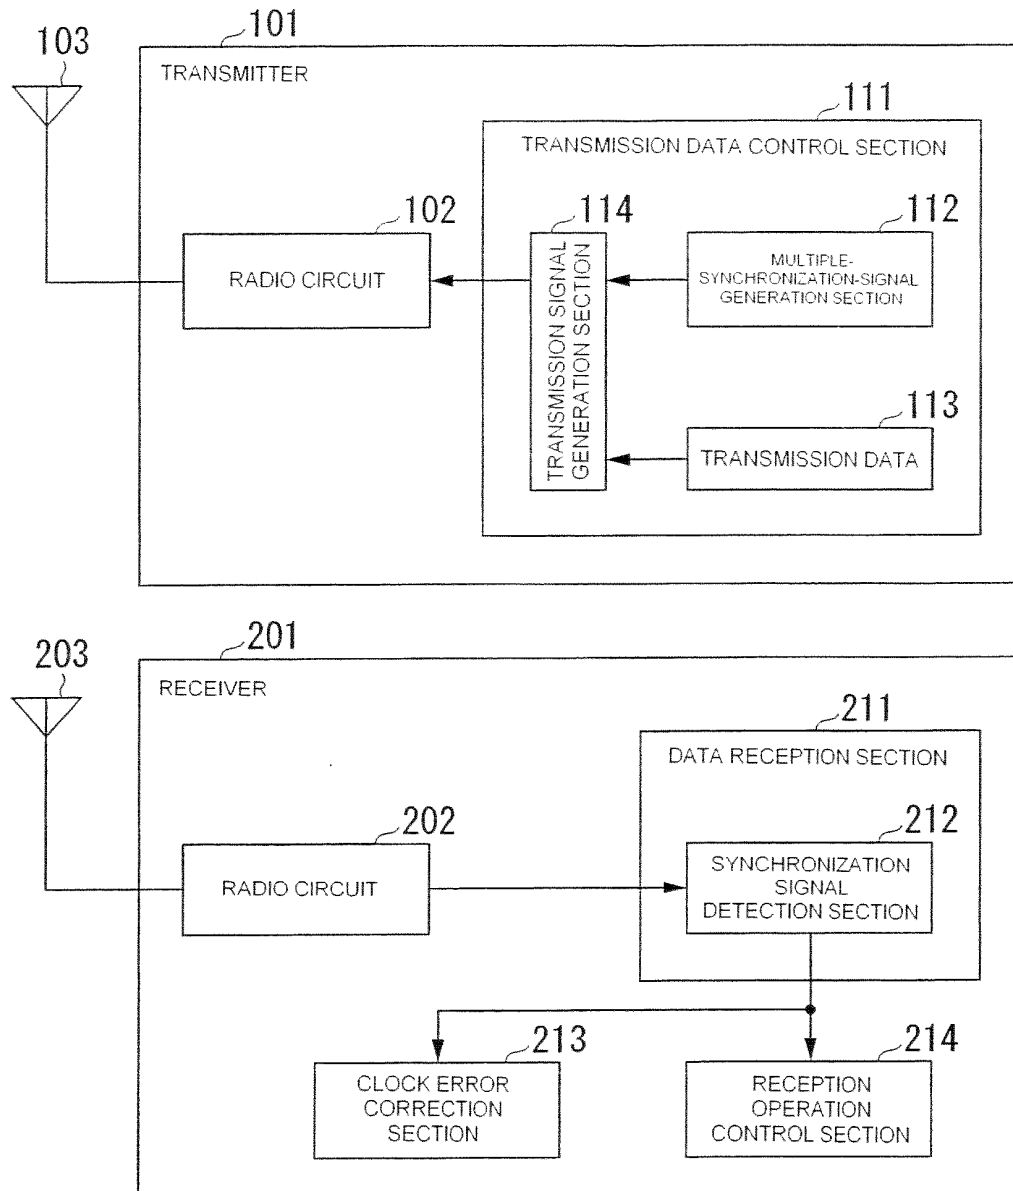 101
103
TRANSMITTER
111
TRANSMISSION DATA CONTROL SECTION
102
114
112
RADIO CIRCUIT
TRANSMISSION SIGNAL
GENERATION SECTION
MULTIPLE-
SYNCHRONIZATION-SIGNAL
GENERATION SECTION
113
TRANSMISSION DATA
201
203
RECEIVER
211
DATA RECEPTION SECTION
202
212
RADIO CIRCUIT
SYNCHRONIZATION
SIGNAL
DETECTION SECTION
213
214
CLOCK ERROR
CORRECTION
SECTION
RECEPTION
OPERATION
CONTROL SECTION